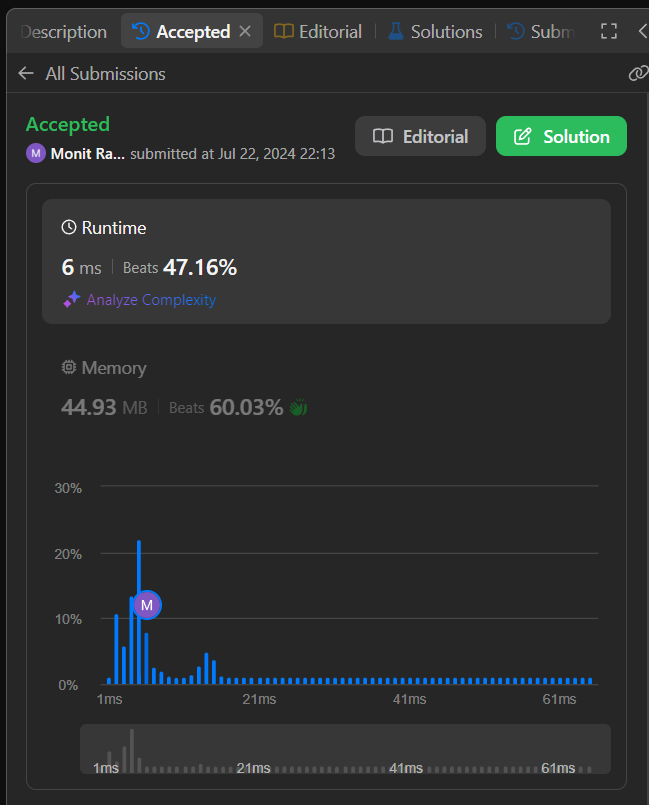 Description Accepted Editorial Solutions Subm
All Submissions
Accepted
Editorial
Solution
M Monit Ra... submitted at Jul 22, 2024 22:13
Runtime
6 ms Beats 47.16%
Analyze Complexity
Memory
44.93 MB Beats 60.03%
30%
20%
M
10%
0%
1ms 21ms 41ms 61ms
1ms 21ms 41ms 61ms